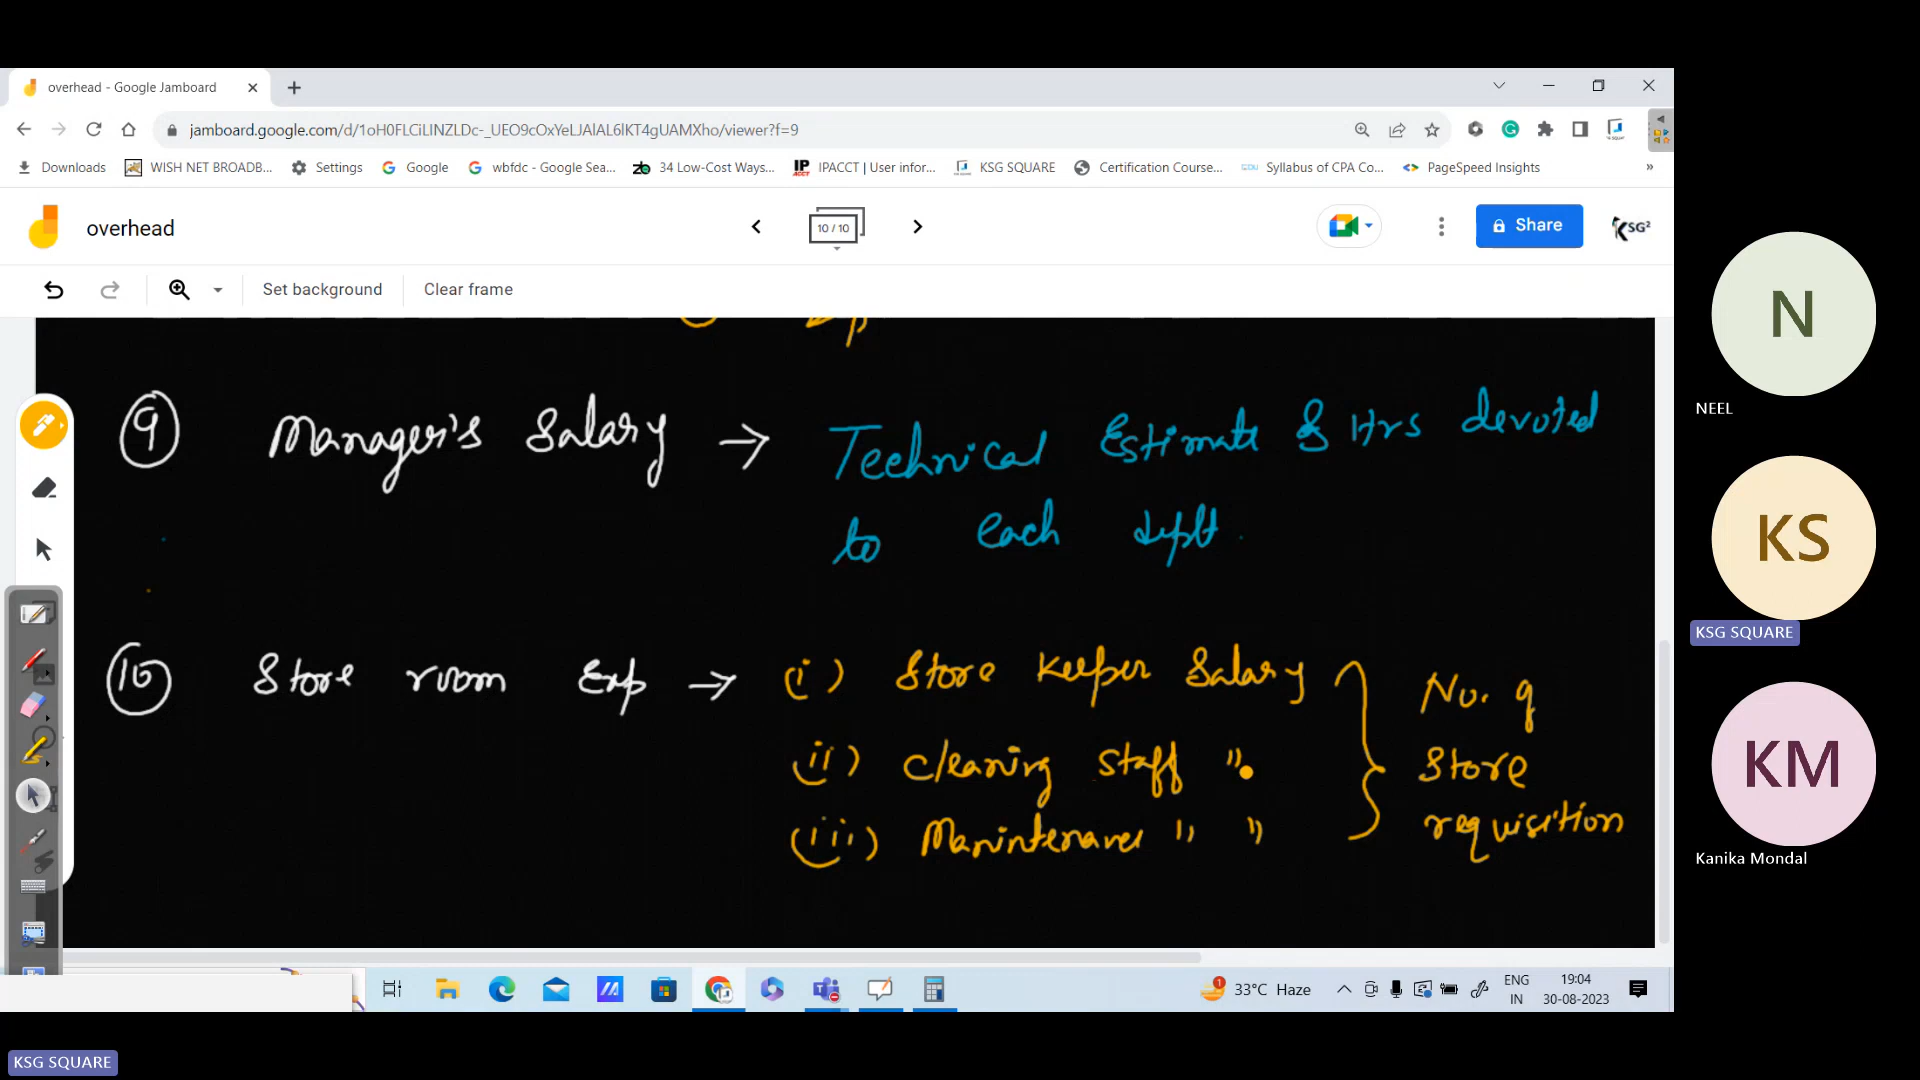 overhead - Google Jamboard
jamboard.google.com/d/1oH0FLCiLINZLDc-_UEO9cOxYeLJAlAL6lKT4gUAMXho/viewer?f=9
Downloads WISH NET BROADB... Settings Google wbfdc - Google Sea... 34 Low-Cost Ways... IPACCT | User infor... KSG SQUARE Certification Course... Syllabus of CPA Co... PageSpeed Insights »
overhead 10 / 10 Share KSG²
Set background Clear frame
9 Manager's Salary → Technical Estimate & Hrs devoted
to each deptt.
10 Store room Exp → (i) Store Keeper Salary No. of
(ii) Cleaning Staff " Store
(iii) Manintenance " " requisition
N
NEEL
KS
KSG SQUARE
KM
Kanika Mondal
33°C Haze ENG IN 19:04 30-08-2023
KSG SQUARE